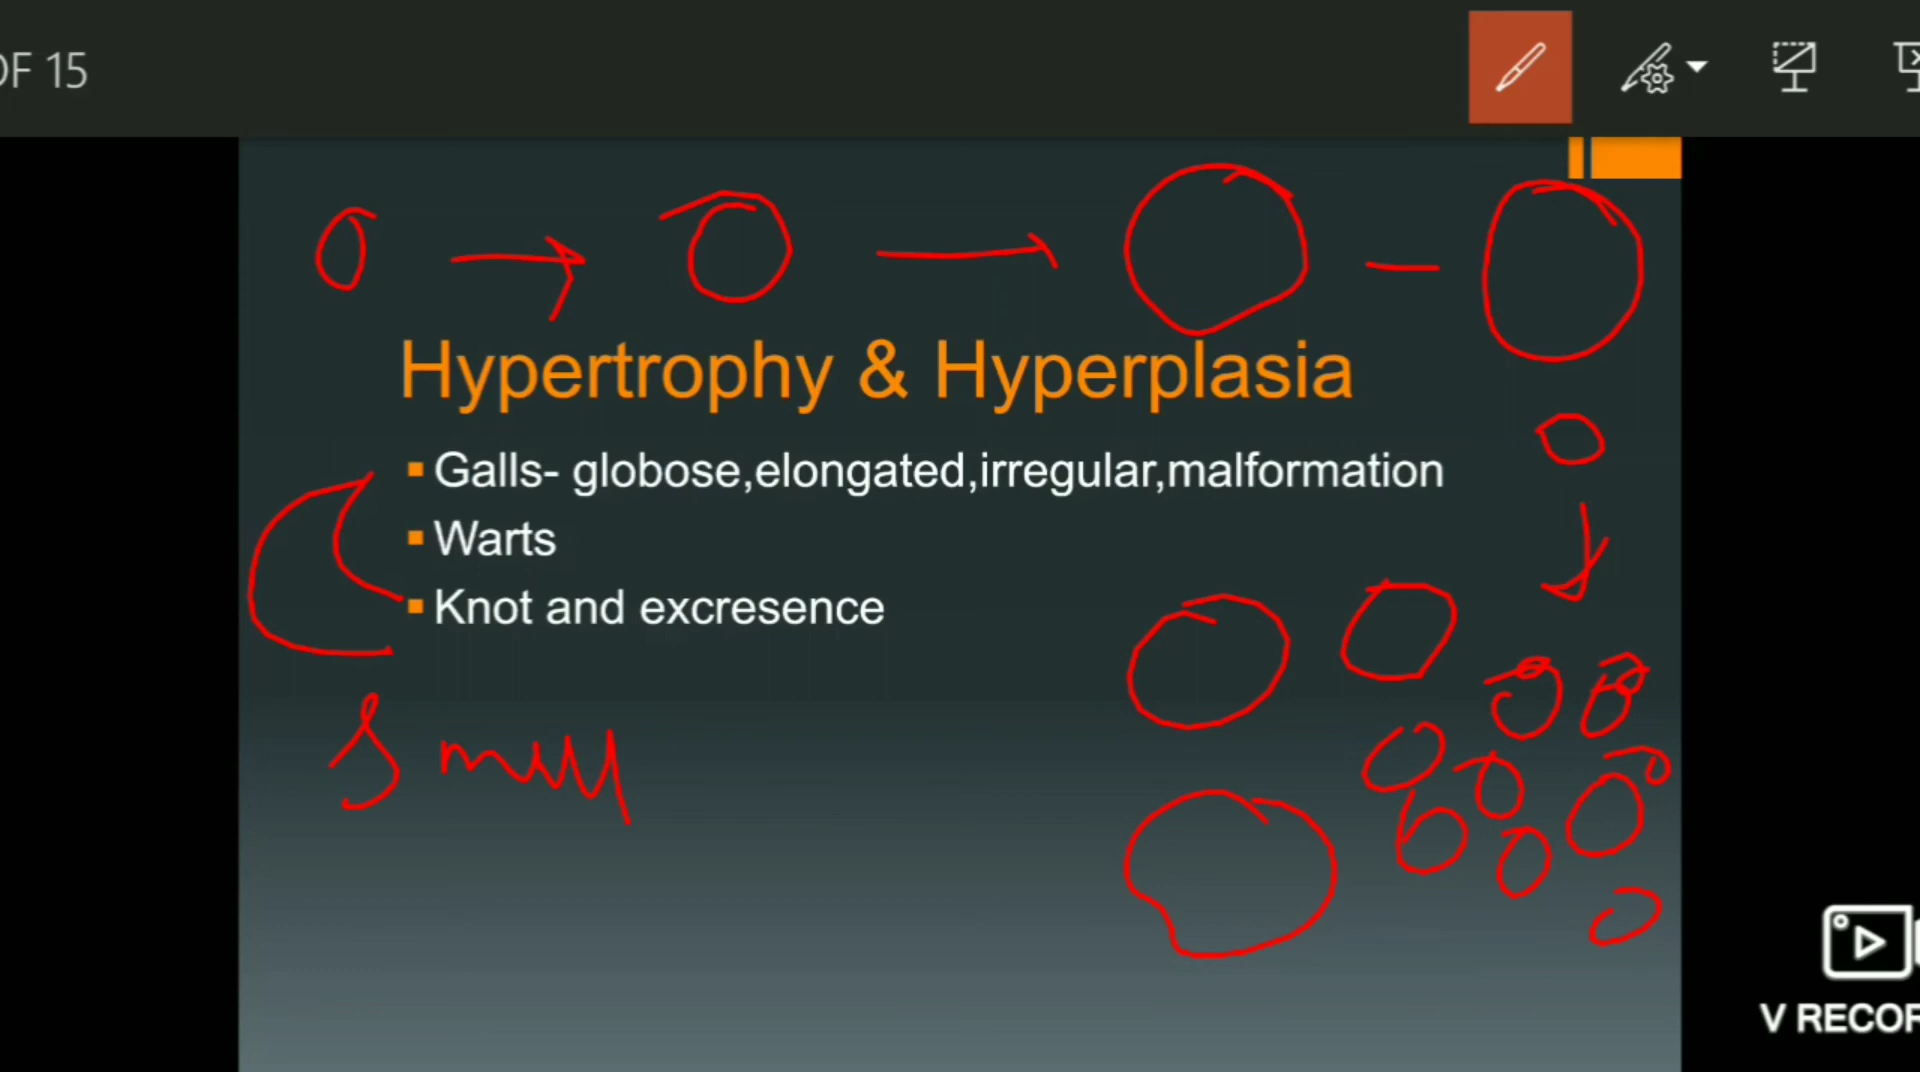 OF 15
Hypertrophy & Hyperplasia
Galls- globose,elongated,irregular,malformation
Warts
Knot and excresence
V RECOR